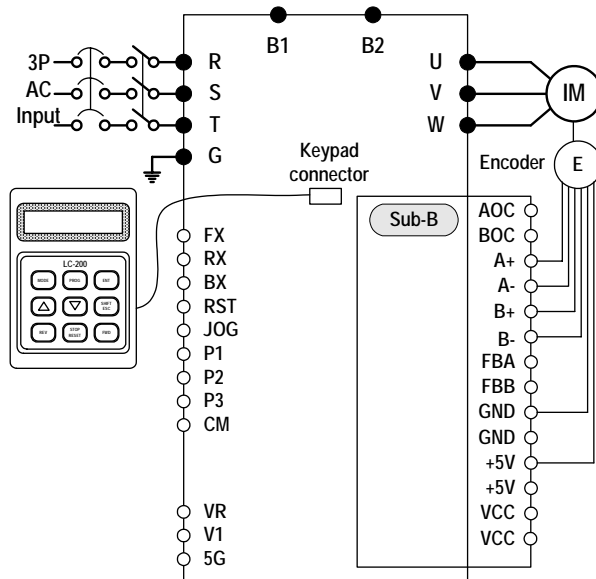 B1 B2
3P
AC
Input
R
S
T
G
U
V
W
IM
Keypad
connector
Encoder
E
Sub-B
LC-200
MODE PROG ENT
SHIFT
ESC
REV
STOP
RESET
FWD
FX
RX
BX
RST
JOG
P1
P2
P3
CM
VR
V1
5G
AOC
BOC
A+
A-
B+
B-
FBA
FBB
GND
GND
+5V
+5V
VCC
VCC